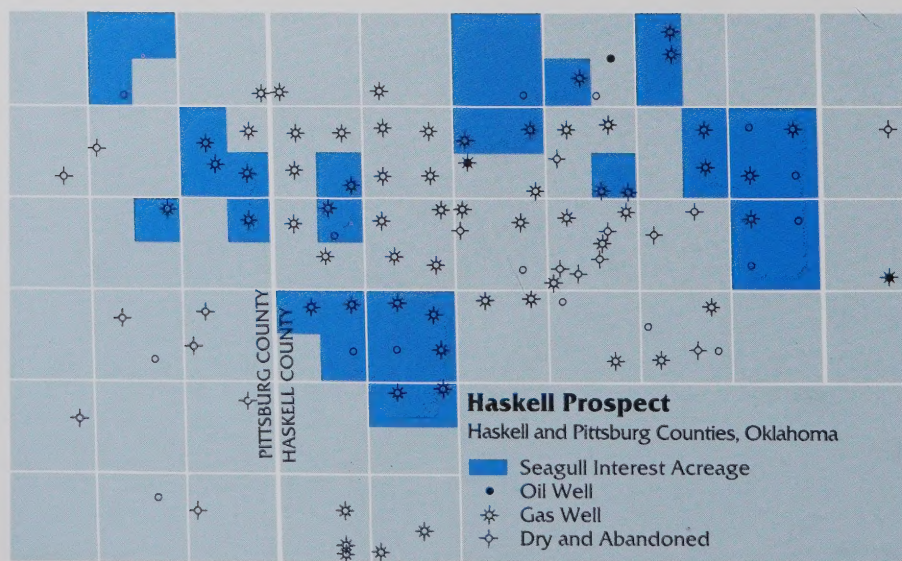 PITTSBURG COUNTY
HASKELL COUNTY
Haskell Prospect
Haskell and Pittsburg Counties, Oklahoma
Seagull Interest Acreage
Oil Well
Gas Well
Dry and Abandoned